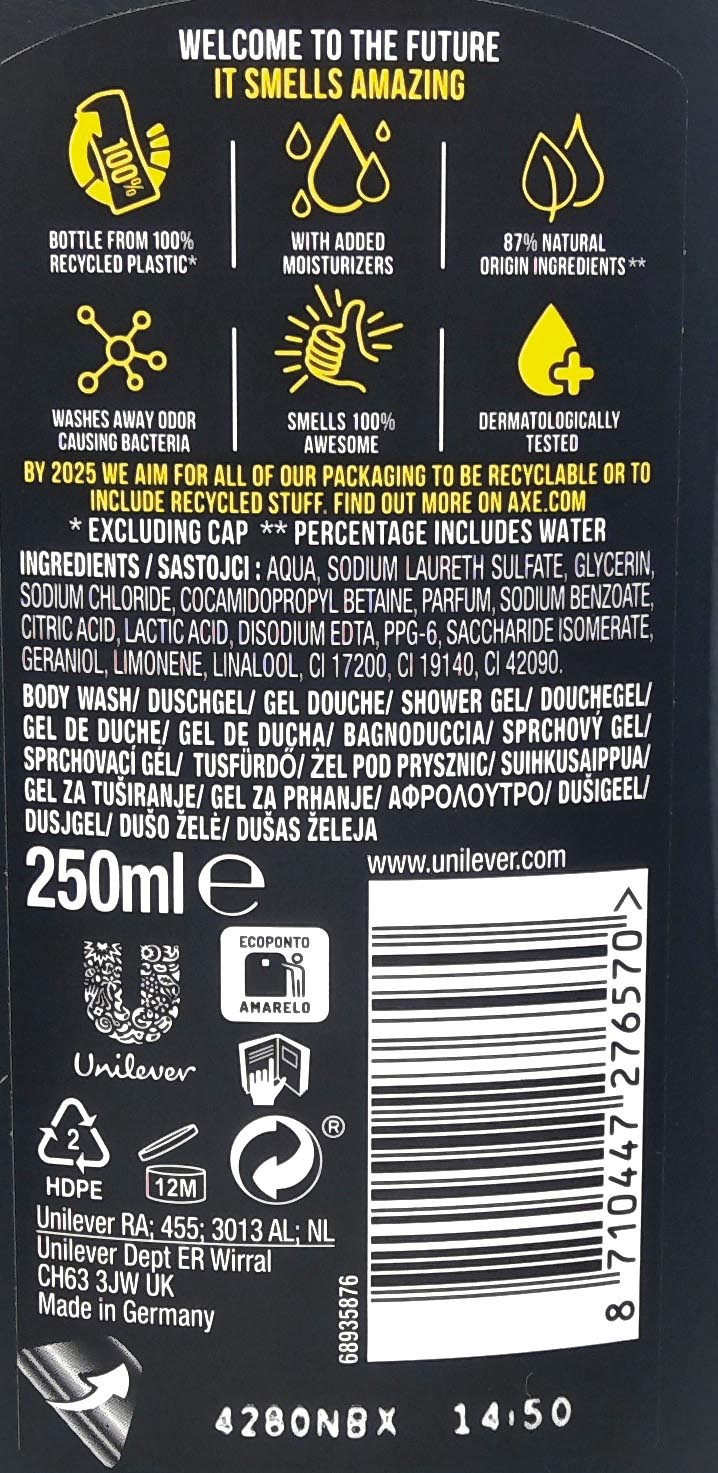 WELCOME TO THE FUTURE
IT SMELLS AMAZING
100%
BOTTLE FROM 100%
RECYCLED PLASTIC*
WITH ADDED
MOISTURIZERS
87% NATURAL
ORIGIN INGREDIENTS**
WASHES AWAY ODOR
CAUSING BACTERIA
SMELLS 100%
AWESOME
DERMATOLOGICALLY
TESTED
BY 2025 WE AIM FOR ALL OF OUR PACKAGING TO BE RECYCLABLE OR TO
INCLUDE RECYCLED STUFF. FIND OUT MORE ON AXE.COM
* EXCLUDING CAP ** PERCENTAGE INCLUDES WATER
INGREDIENTS / SASTOJCI : AQUA, SODIUM LAURETH SULFATE, GLYCERIN,
SODIUM CHLORIDE, COCAMIDOPROPYL BETAINE, PARFUM, SODIUM BENZOATE,
CITRIC ACID, LACTIC ACID, DISODIUM EDTA, PPG-6, SACCHARIDE ISOMERATE,
GERANIOL, LIMONENE, LINALOOL, CI 17200, CI 19140, CI 42090.
BODY WASH/ DUSCHGEL/ GEL DOUCHE/ SHOWER GEL/ DOUCHEGEL/
GEL DE DUCHE/ GEL DE DUCHA/ BAGNODUCCIA/ SPRCHOVÝ GEL/
SPRCHOVACÍ GÉL/ TUSFÜRDŐ/ ŻEL POD PRYSZNIC/ SUIHKUSAIPPUA/
GEL ZA TUŠIRANJE/ GEL ZA PRHANJE/ ΑΦΡΟΛΟΥΤΡΟ/ DUŠIGEEL/
DUSJGEL/ DUŠO ŽELĖ/ DUŠAS ŽELEJA
250ml e
www.unilever.com
ECOPONTO
AMARELO
Unilever
2
HDPE
12M
®
Unilever RA; 455; 3013 AL; NL
Unilever Dept ER Wirral
CH63 3JW UK
Made in Germany
68935876
8 710447 276570 >
4280NBX 14:50